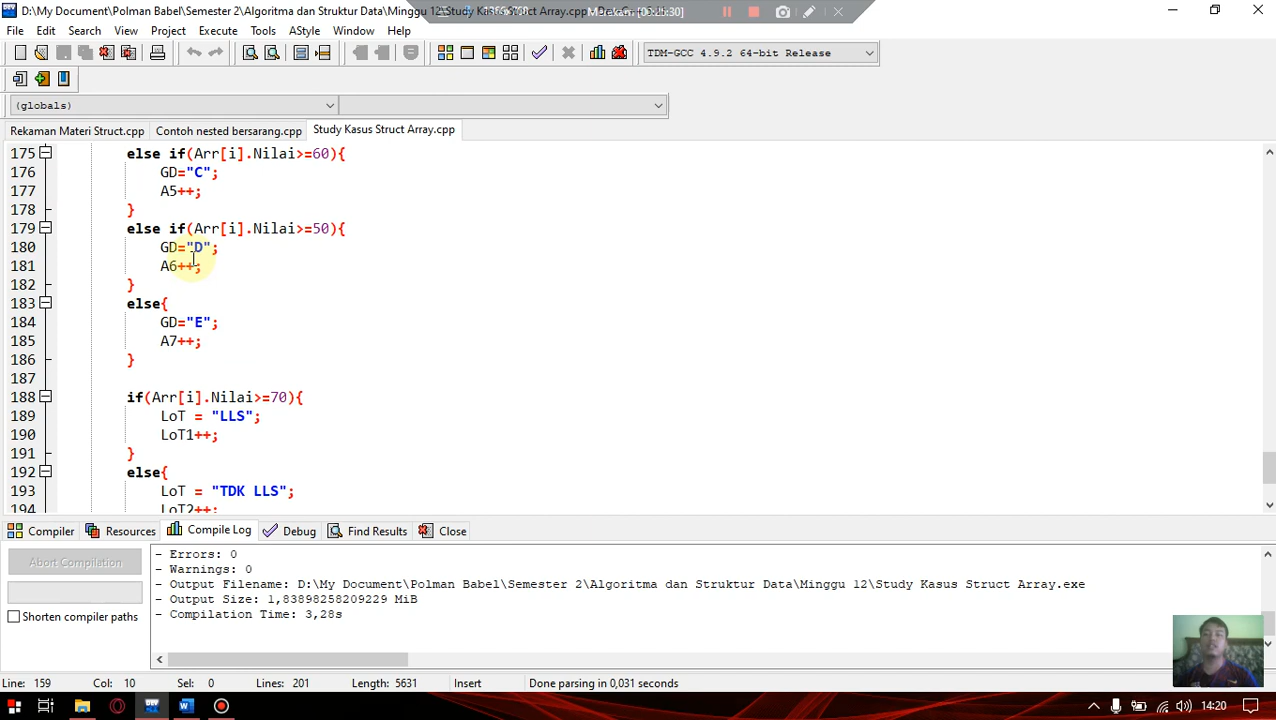 D:\My Document\Polman Babel\Semester 2\Algoritma dan Struktur Data\Minggu 12\Study Kasus Struct Array.cpp
File Edit Search View Project Execute Tools AStyle Window Help
TDM-GCC 4.9.2 64-bit Release
(globals)
Rekaman Materi Struct.cpp Contoh nested bersarang.cpp Study Kasus Struct Array.cpp
175 else if(Arr[i].Nilai>=60){
176 GD="C";
177 A5++;
178 }
179 else if(Arr[i].Nilai>=50){
180 GD="D";
181 A6++;
182 }
183 else{
184 GD="E";
185 A7++;
186 }
187
188 if(Arr[i].Nilai>=70){
189 LoT = "LLS";
190 LoT1++;
191 }
192 else{
193 LoT = "TDK LLS";
194 LoT2++;
Compiler Resources Compile Log Debug Find Results Close
Abort Compilation
Shorten compiler paths
- Errors: 0
- Warnings: 0
- Output Filename: D:\My Document\Polman Babel\Semester 2\Algoritma dan Struktur Data\Minggu 12\Study Kasus Struct Array.exe
- Output Size: 1,83898258209229 MiB
- Compilation Time: 3,28s
Line: 159 Col: 10 Sel: 0 Lines: 201 Length: 5631 Insert Done parsing in 0,031 seconds
14:20